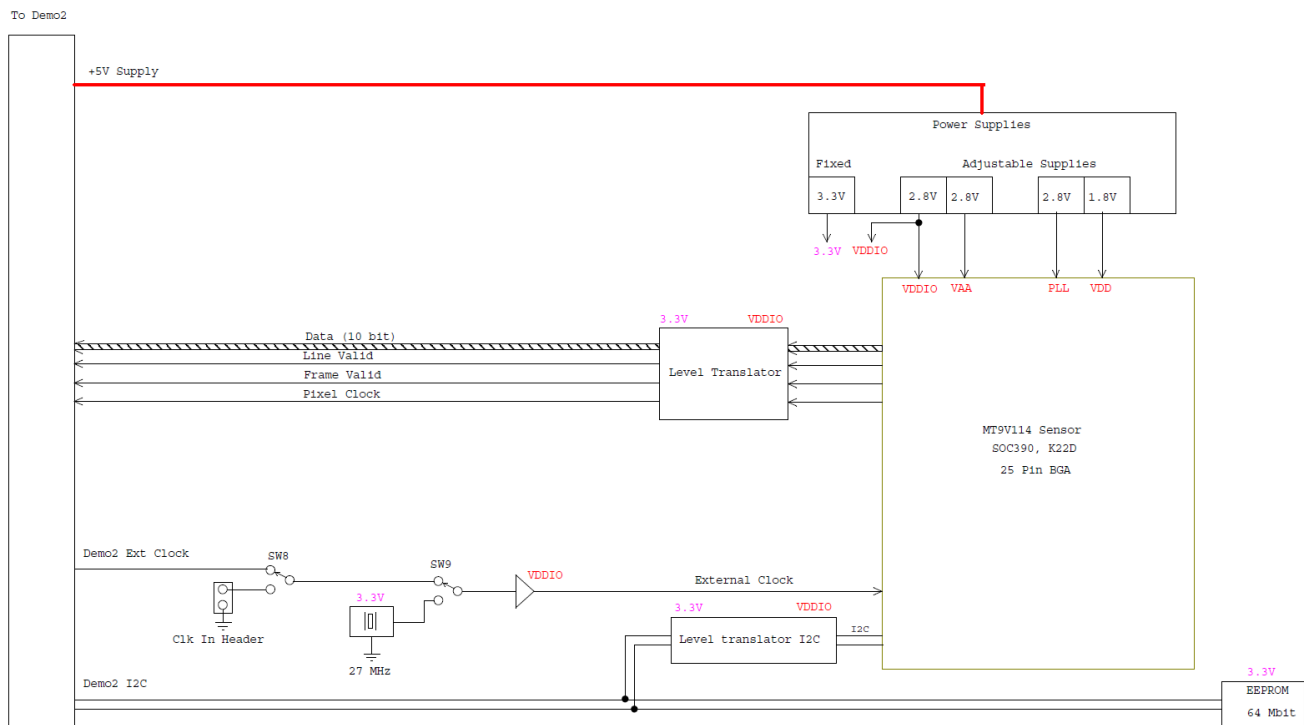 To Demo2
+5V Supply
Power Supplies
Fixed
Adjustable Supplies
3.3V
2.8V
2.8V
2.8V
1.8V
3.3V
VDDIO
VDDIO
VAA
PLL
VDD
3.3V
VDDIO
Data (10 bit)
Line Valid
Frame Valid
Pixel Clock
Level Translator
MT9V114 Sensor
SOC390, K22D
25 Pin BGA
Demo2 Ext Clock
SW8
SW9
VDDIO
External Clock
3.3V
Clk In Header
27 MHz
3.3V
VDDIO
Level translator I2C
I2C
Demo2 I2C
3.3V
EEPROM
64 Mbit